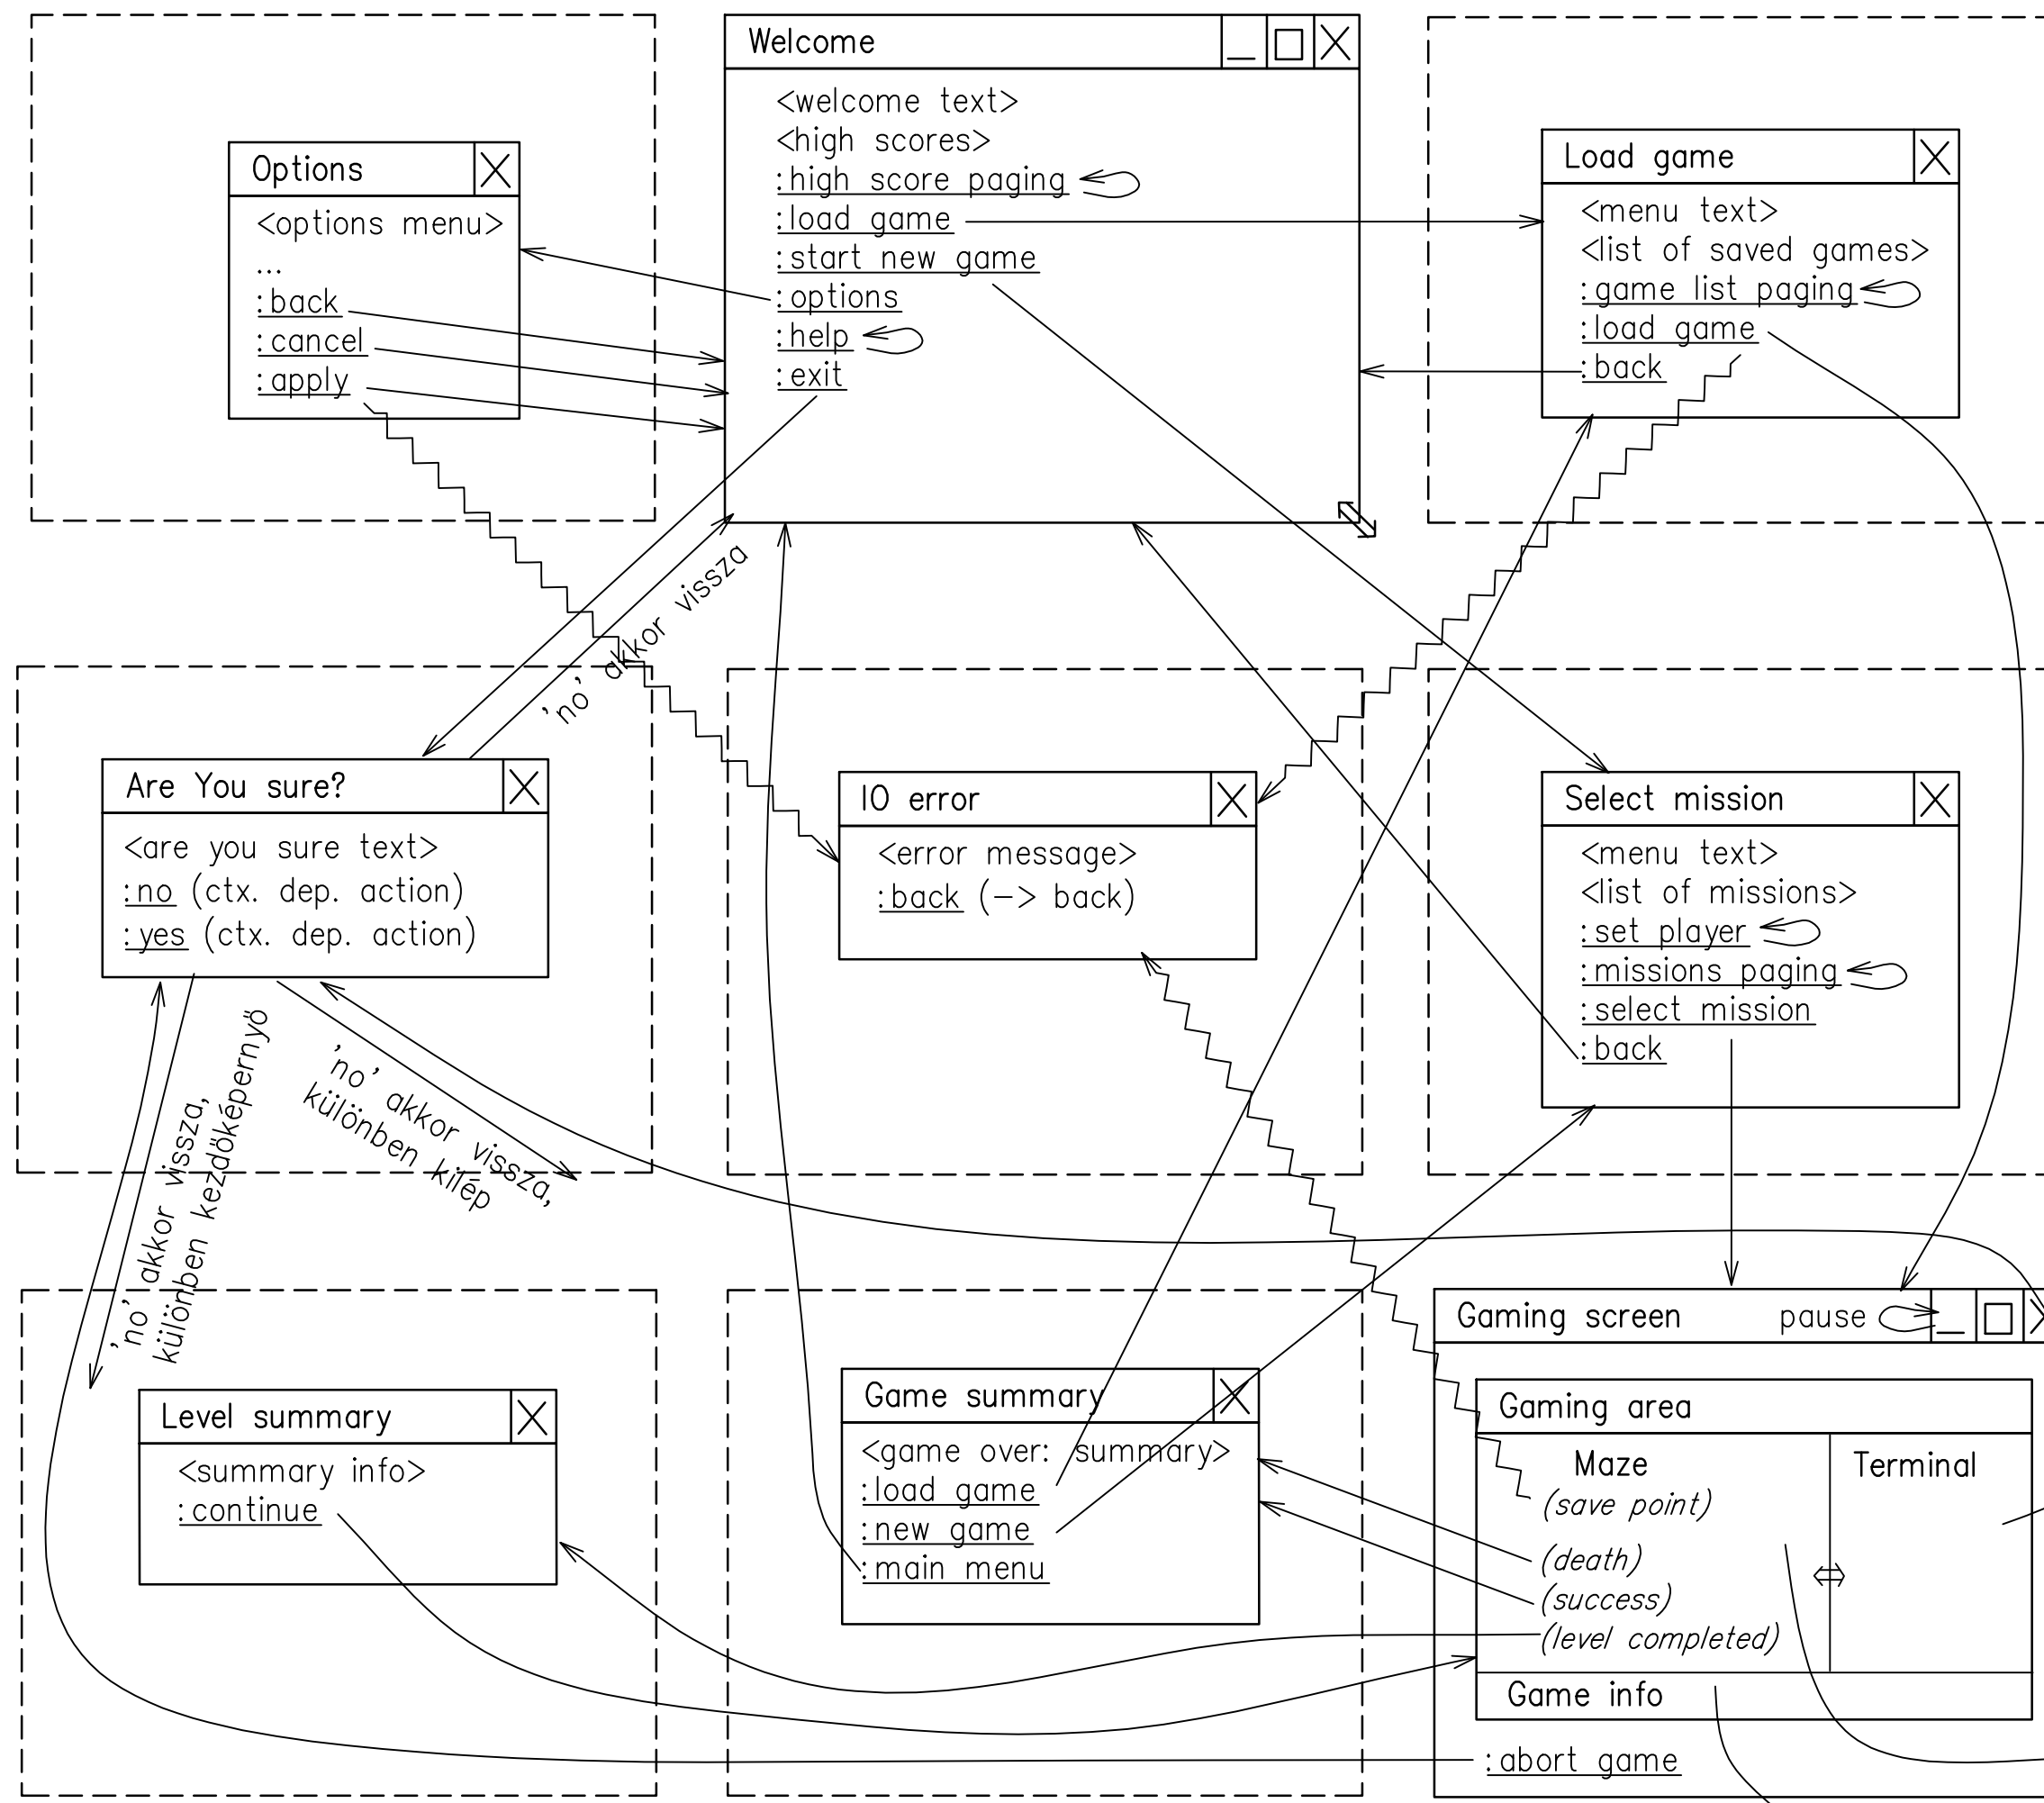 Options
<options menu>
...
:back
:cancel
:apply
Welcome
<welcome text>
<high scores>
:high score paging
:load game
:start new game
:options
:help
:exit
Load game
<menu text>
<list of saved games>
:game list paging
:load game
:back
'no' akkor vissza
Are You sure?
<are you sure text>
:no (ctx. dep. action)
:yes (ctx. dep. action)
IO error
<error message>
:back (-> back)
Select mission
<menu text>
<list of missions>
:set player
:missions paging
:select mission
:back
'no' akkor vissza,
különben kezdőképernyő
'no' akkor vissza,
különben kilép
Level summary
<summary info>
:continue
Game summary
<game over: summary>
:load game
:new game
:main menu
Gaming screen
pause
Gaming area
Maze
Terminal
(save point)
(death)
(success)
(level completed)
Game info
:abort game